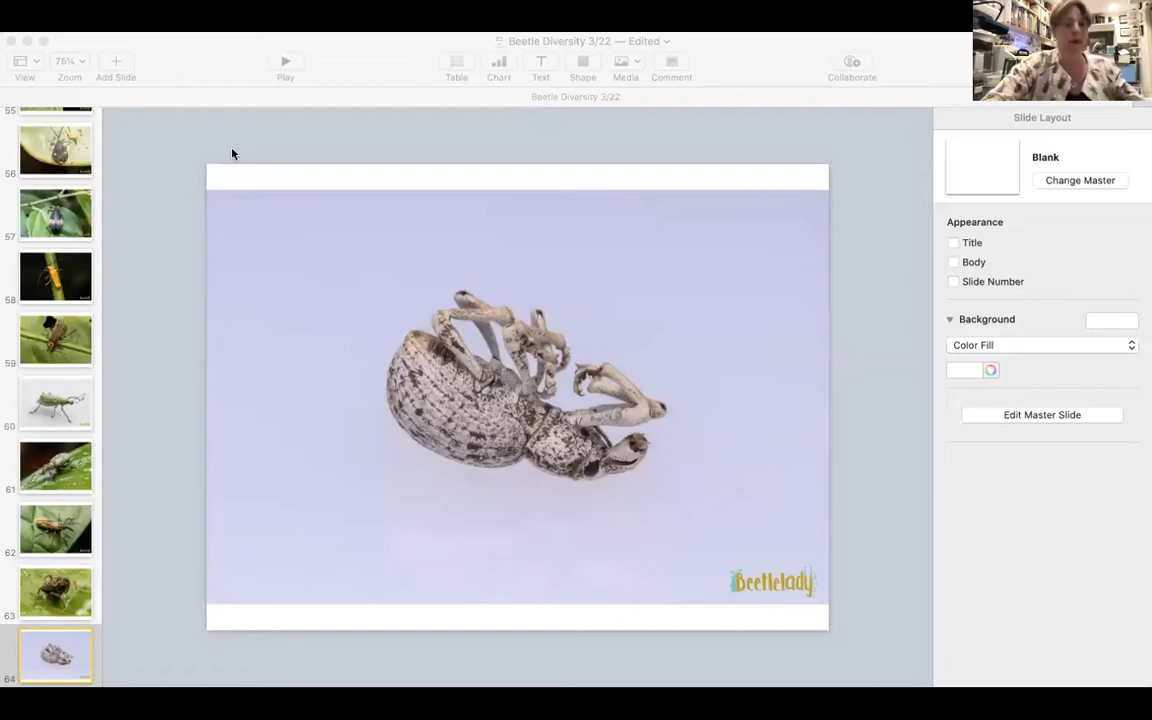 Beetle Diversity 3/22 — Edited
View
75%
Zoom
Add Slide
Play
Table
Chart
Text
Shape
Media
Comment
Collaborate
Beetle Diversity 3/22
55
56
57
58
59
60
61
62
63
64
Beetlelady
Slide Layout
Blank
Change Master
Appearance
Title
Body
Slide Number
Background
Color Fill
Edit Master Slide